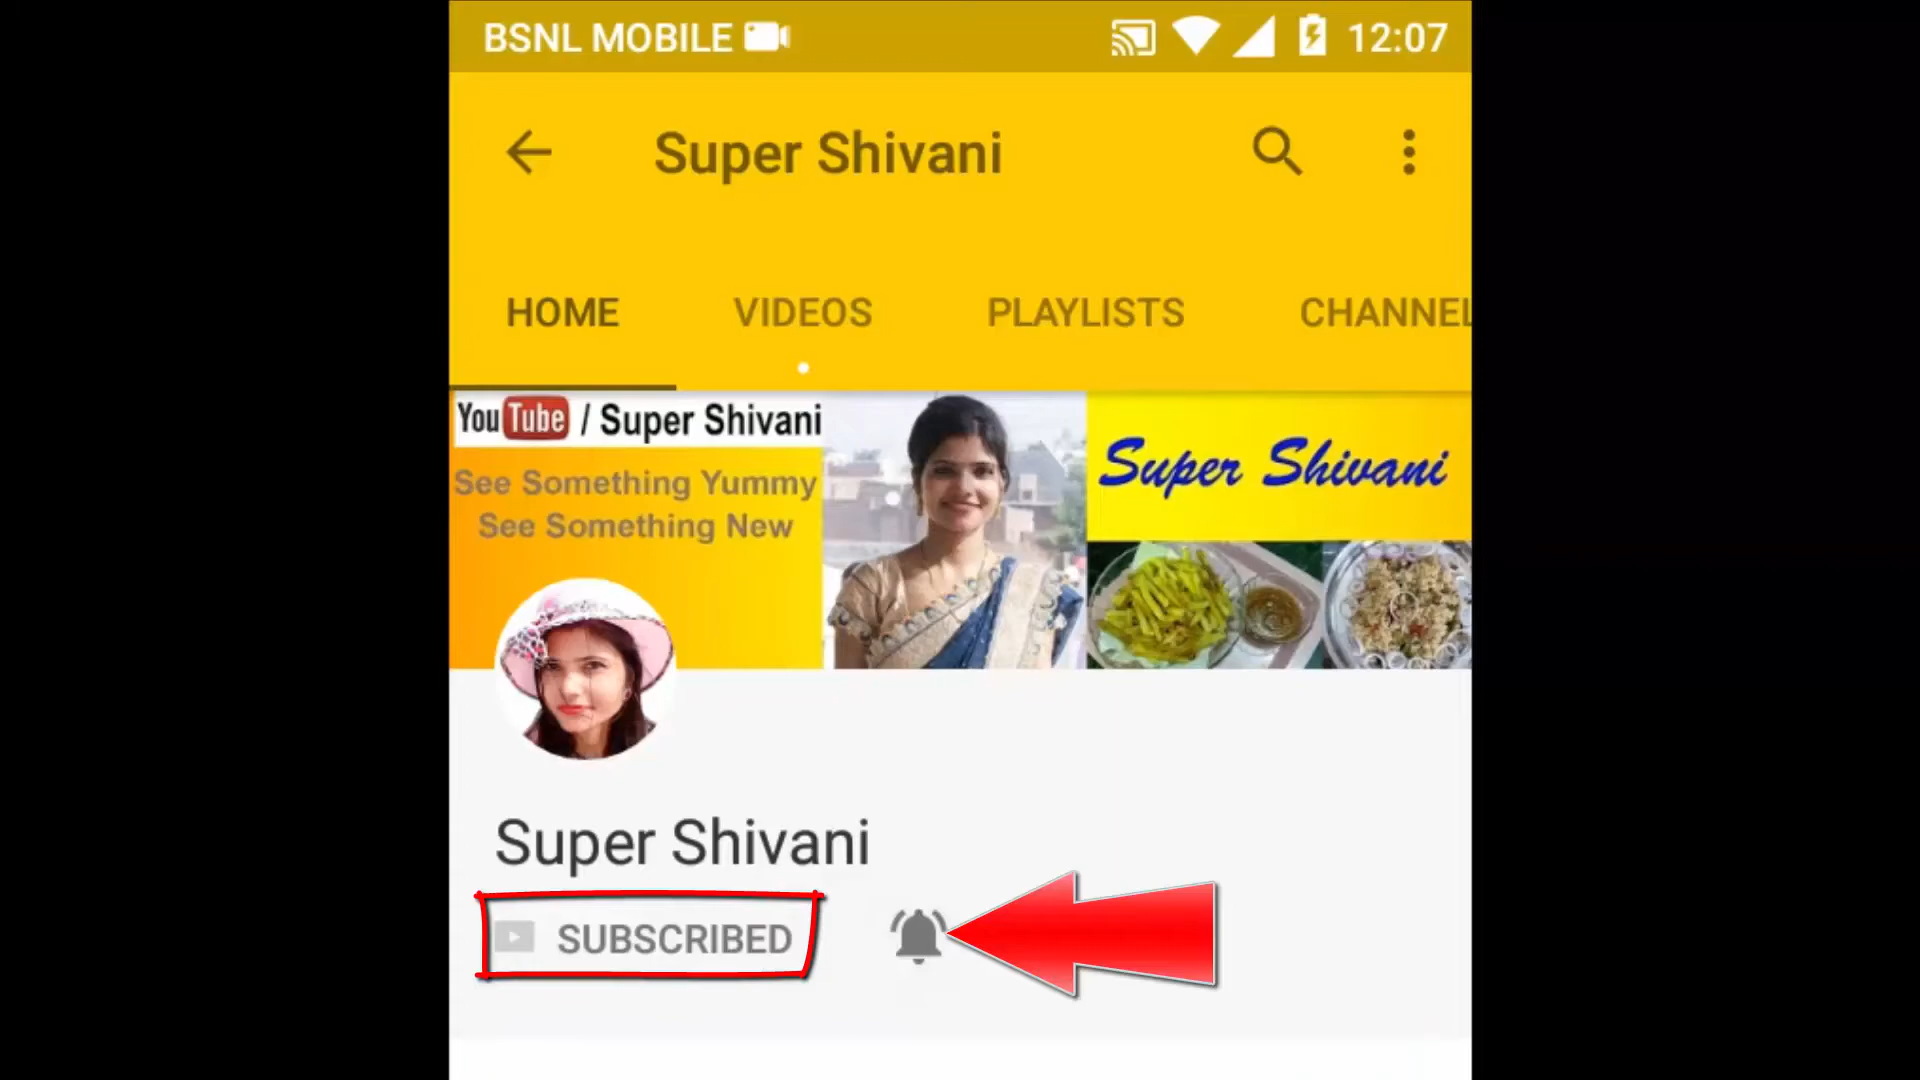 BSNL MOBILE 12:07
Super Shivani
HOME VIDEOS PLAYLISTS CHANNEL
YouTube / Super Shivani
See Something Yummy
See Something New
Super Shivani
Super Shivani
SUBSCRIBED